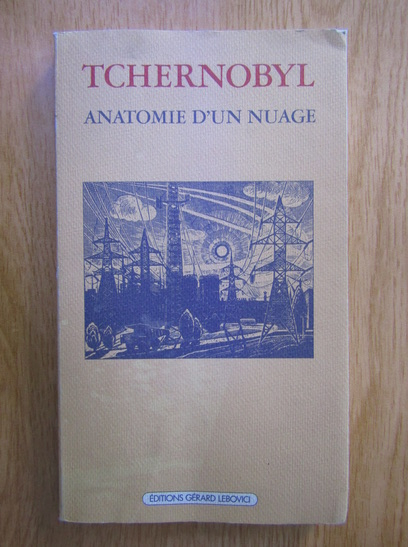 TCHERNOBYL
ANATOMIE D'UN NUAGE
ÉDITIONS GÉRARD LEBOVICI